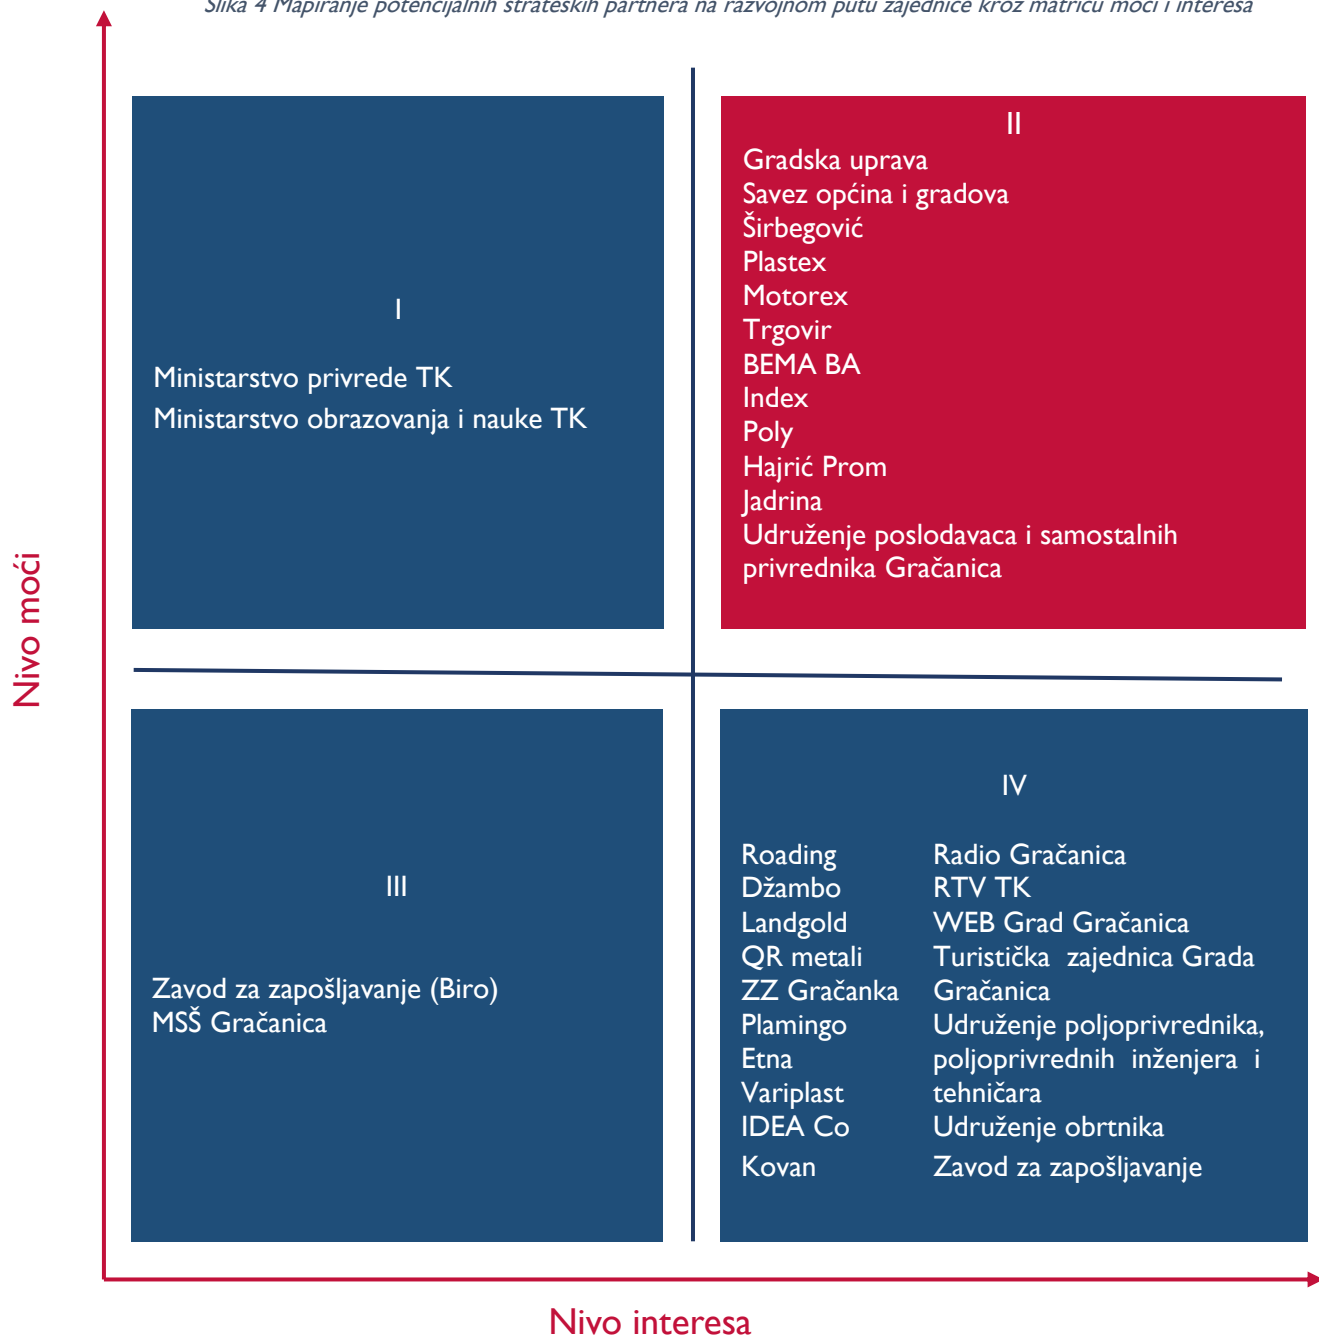 Slika 4 Mapiranje potencijalnih strateških partnera na razvojnom putu zajednice kroz matricu moći i interesa
Nivo moći
I
Ministarstvo privrede TK
Ministarstvo obrazovanja i nauke TK
II
Gradska uprava
Savez općina i gradova
Širbegović
Plastex
Motorex
Trgovir
BEMA BA
Index
Poly
Hajrić Prom
Jadrina
Udruženje poslodavaca i samostalnih
privrednika Gračanica
III
Zavod za zapošljavanje (Biro)
MSŠ Gračanica
IV
Roading
Džambo
Landgold
QR metali
ZZ Gračanka
Plamingo
Etna
Variplast
IDEA Co
Kovan
Radio Gračanica
RTV TK
WEB Grad Gračanica
Turistička zajednica Grada
Gračanica
Udruženje poljoprivrednika,
poljoprivrednih inženjera i
tehničara
Udruženje obrtnika
Zavod za zapošljavanje
Nivo interesa